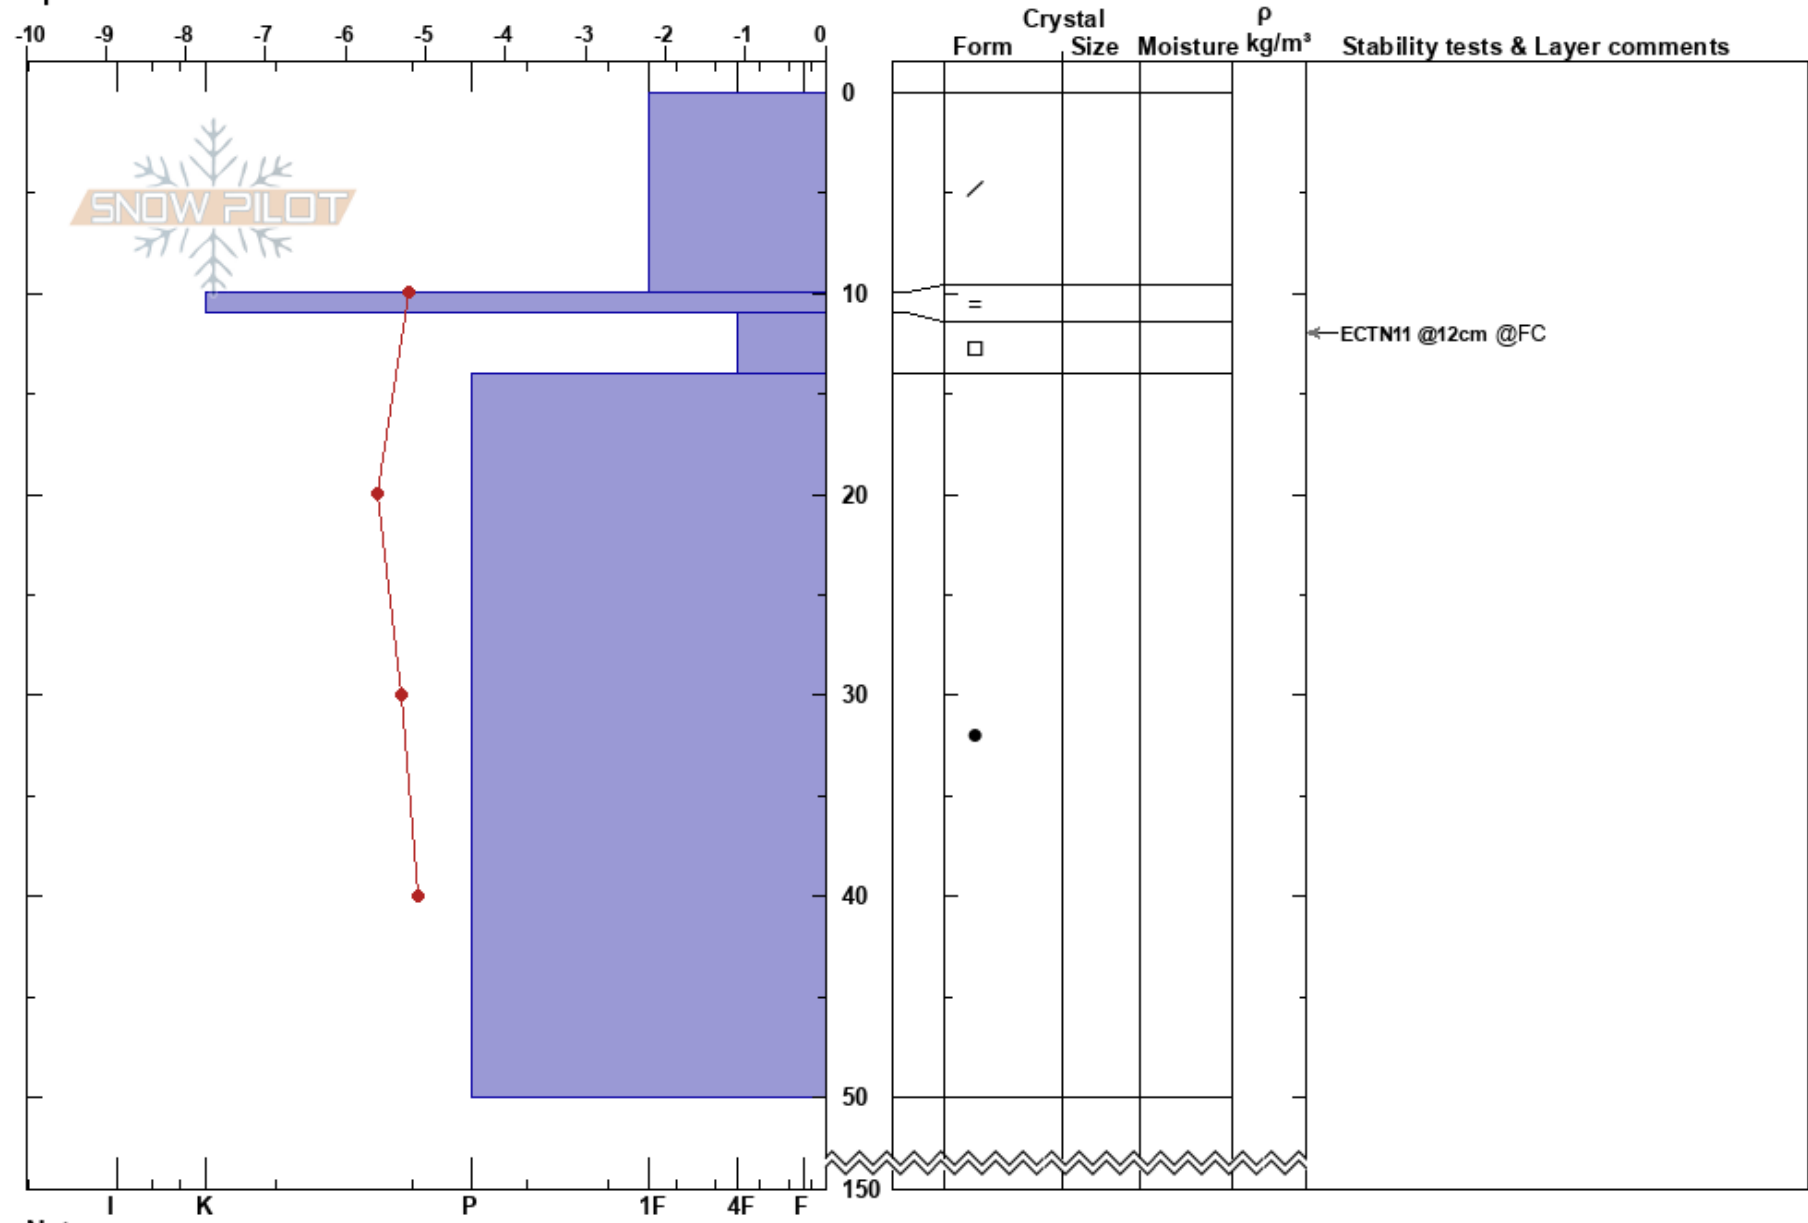 Crystal ρ
-10 -9 -8 -7 -6 -5 -4 -3 -2 -1 0 Form Size Moisture kg/m³ Stability tests & Layer comments
0
SNOW PILOT
10
=
ECTN11 @12cm @FC
20
30
40
50
150
I K P 1F 4F F